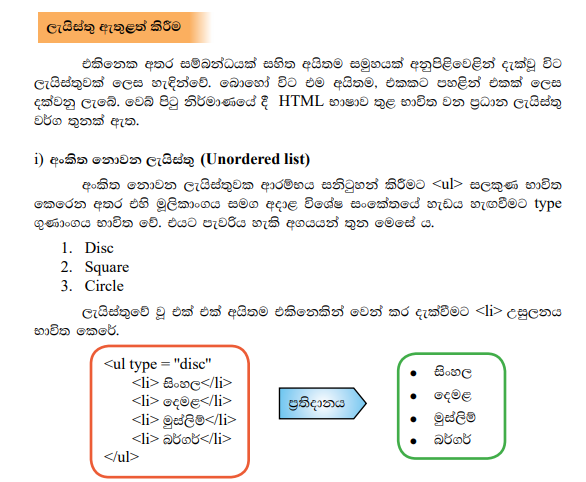 ලැයිස්තු ඇතුළත් කිරීම
එකිනෙක අතර සම්බන්ධයක් සහිත අයිතම සමුහයක් අනුපිළිවෙළින් දැක්වූ විට
ලැයිස්තුවක් ලෙස හැඳින්වේ. බොහෝ විට එම අයිතම, එකකට පහළින් එකක් ලෙස
දක්වනු ලැබේ. වෙබ් පිටු නිර්මාණයේ දී HTML භාෂාව තුළ භාවිත වන ප්‍රධාන ලැයිස්තු
වර්ග තුනක් ඇත.
i) අංකිත නොවන ලැයිස්තු (Unordered list)
අංකිත නොවන ලැයිස්තුවක ආරම්භය සනිටුහන් කිරීමට <ul> සලකුණ භාවිත
කෙරෙන අතර එහි මූලිකාංගය සමග අදාළ විශේෂ සංකේතයේ හැඩය හැඟවීමට type
ගුණාංගය භාවිත වේ. එයට පැවරිය හැකි අගයයන් තුන මෙසේ ය.
1. Disc
2. Square
3. Circle
ලැයිස්තුවේ වූ එක් එක් අයිතම එකිනෙකින් වෙන් කර දැක්වීමට <li> උසුලනය
භාවිත කෙරේ.
<ul type = "disc"
<li> සිංහල</li>
<li> දෙමළ</li>
<li> මුස්ලිම්</li>
<li> බර්ගර්</li>
</ul>
ප්‍රතිදානය
• සිංහල
• දෙමළ
• මුස්ලිම්
• බර්ගර්